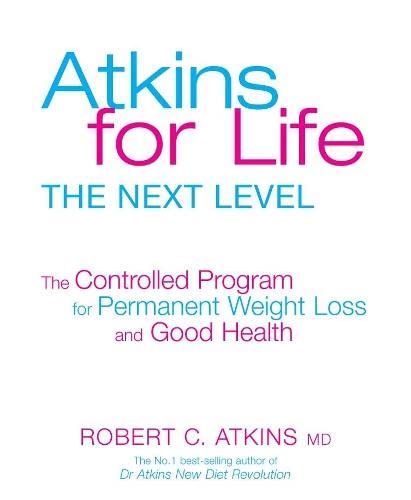 Atkins
for Life
THE NEXT LEVEL
The Controlled Program
for Permanent Weight Loss
and Good Health
ROBERT C. ATKINS MD
The No.1 best-selling author of
Dr Atkins New Diet Revolution